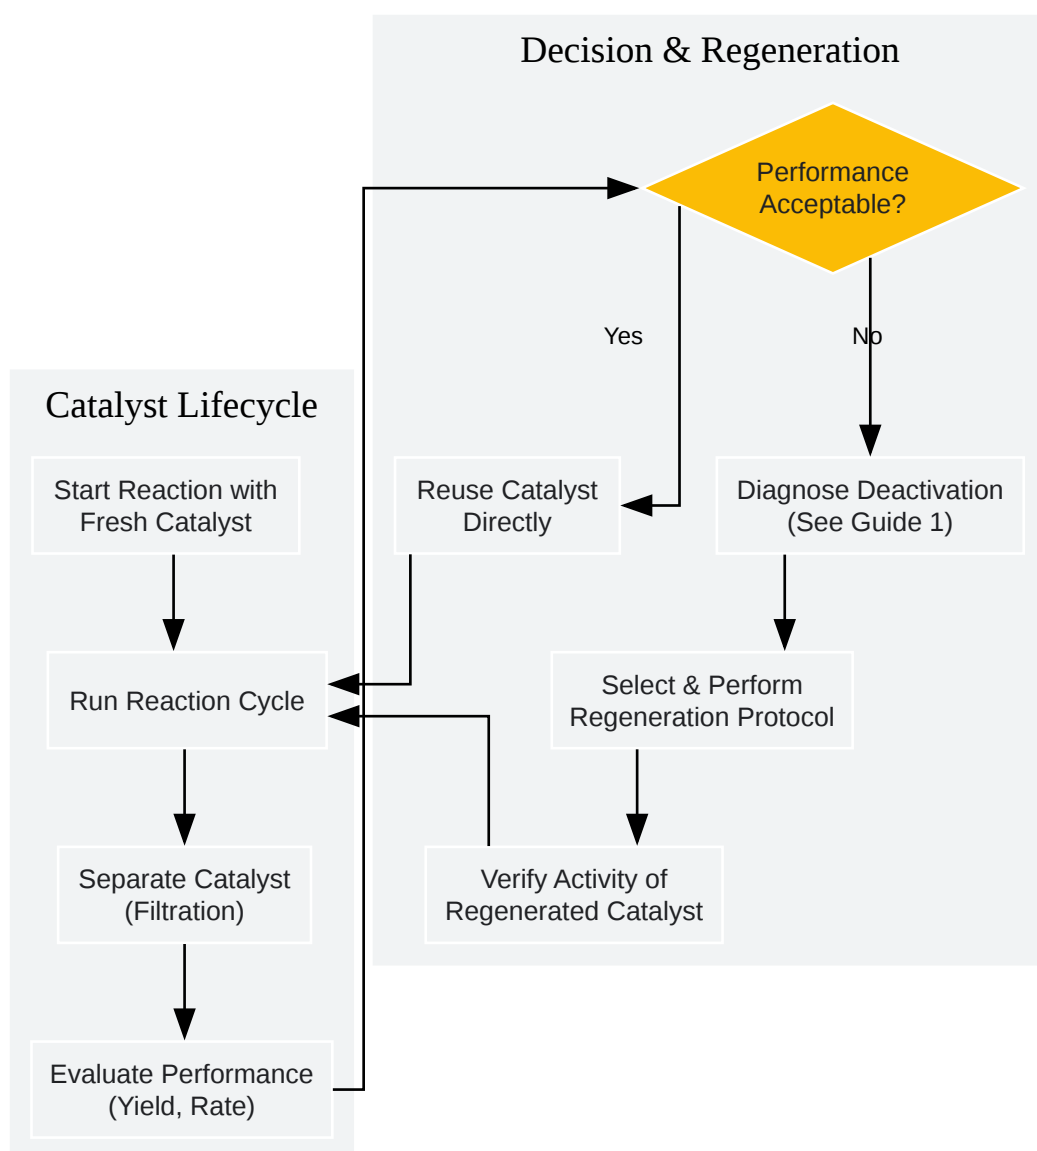 Decision & Regeneration
Performance
Acceptable?
Yes
No
Catalyst Lifecycle
Start Reaction with
Fresh Catalyst
Reuse Catalyst
Directly
Diagnose Deactivation
(See Guide 1)
Run Reaction Cycle
Select & Perform
Regeneration Protocol
Separate Catalyst
(Filtration)
Verify Activity of
Regenerated Catalyst
Evaluate Performance
(Yield, Rate)